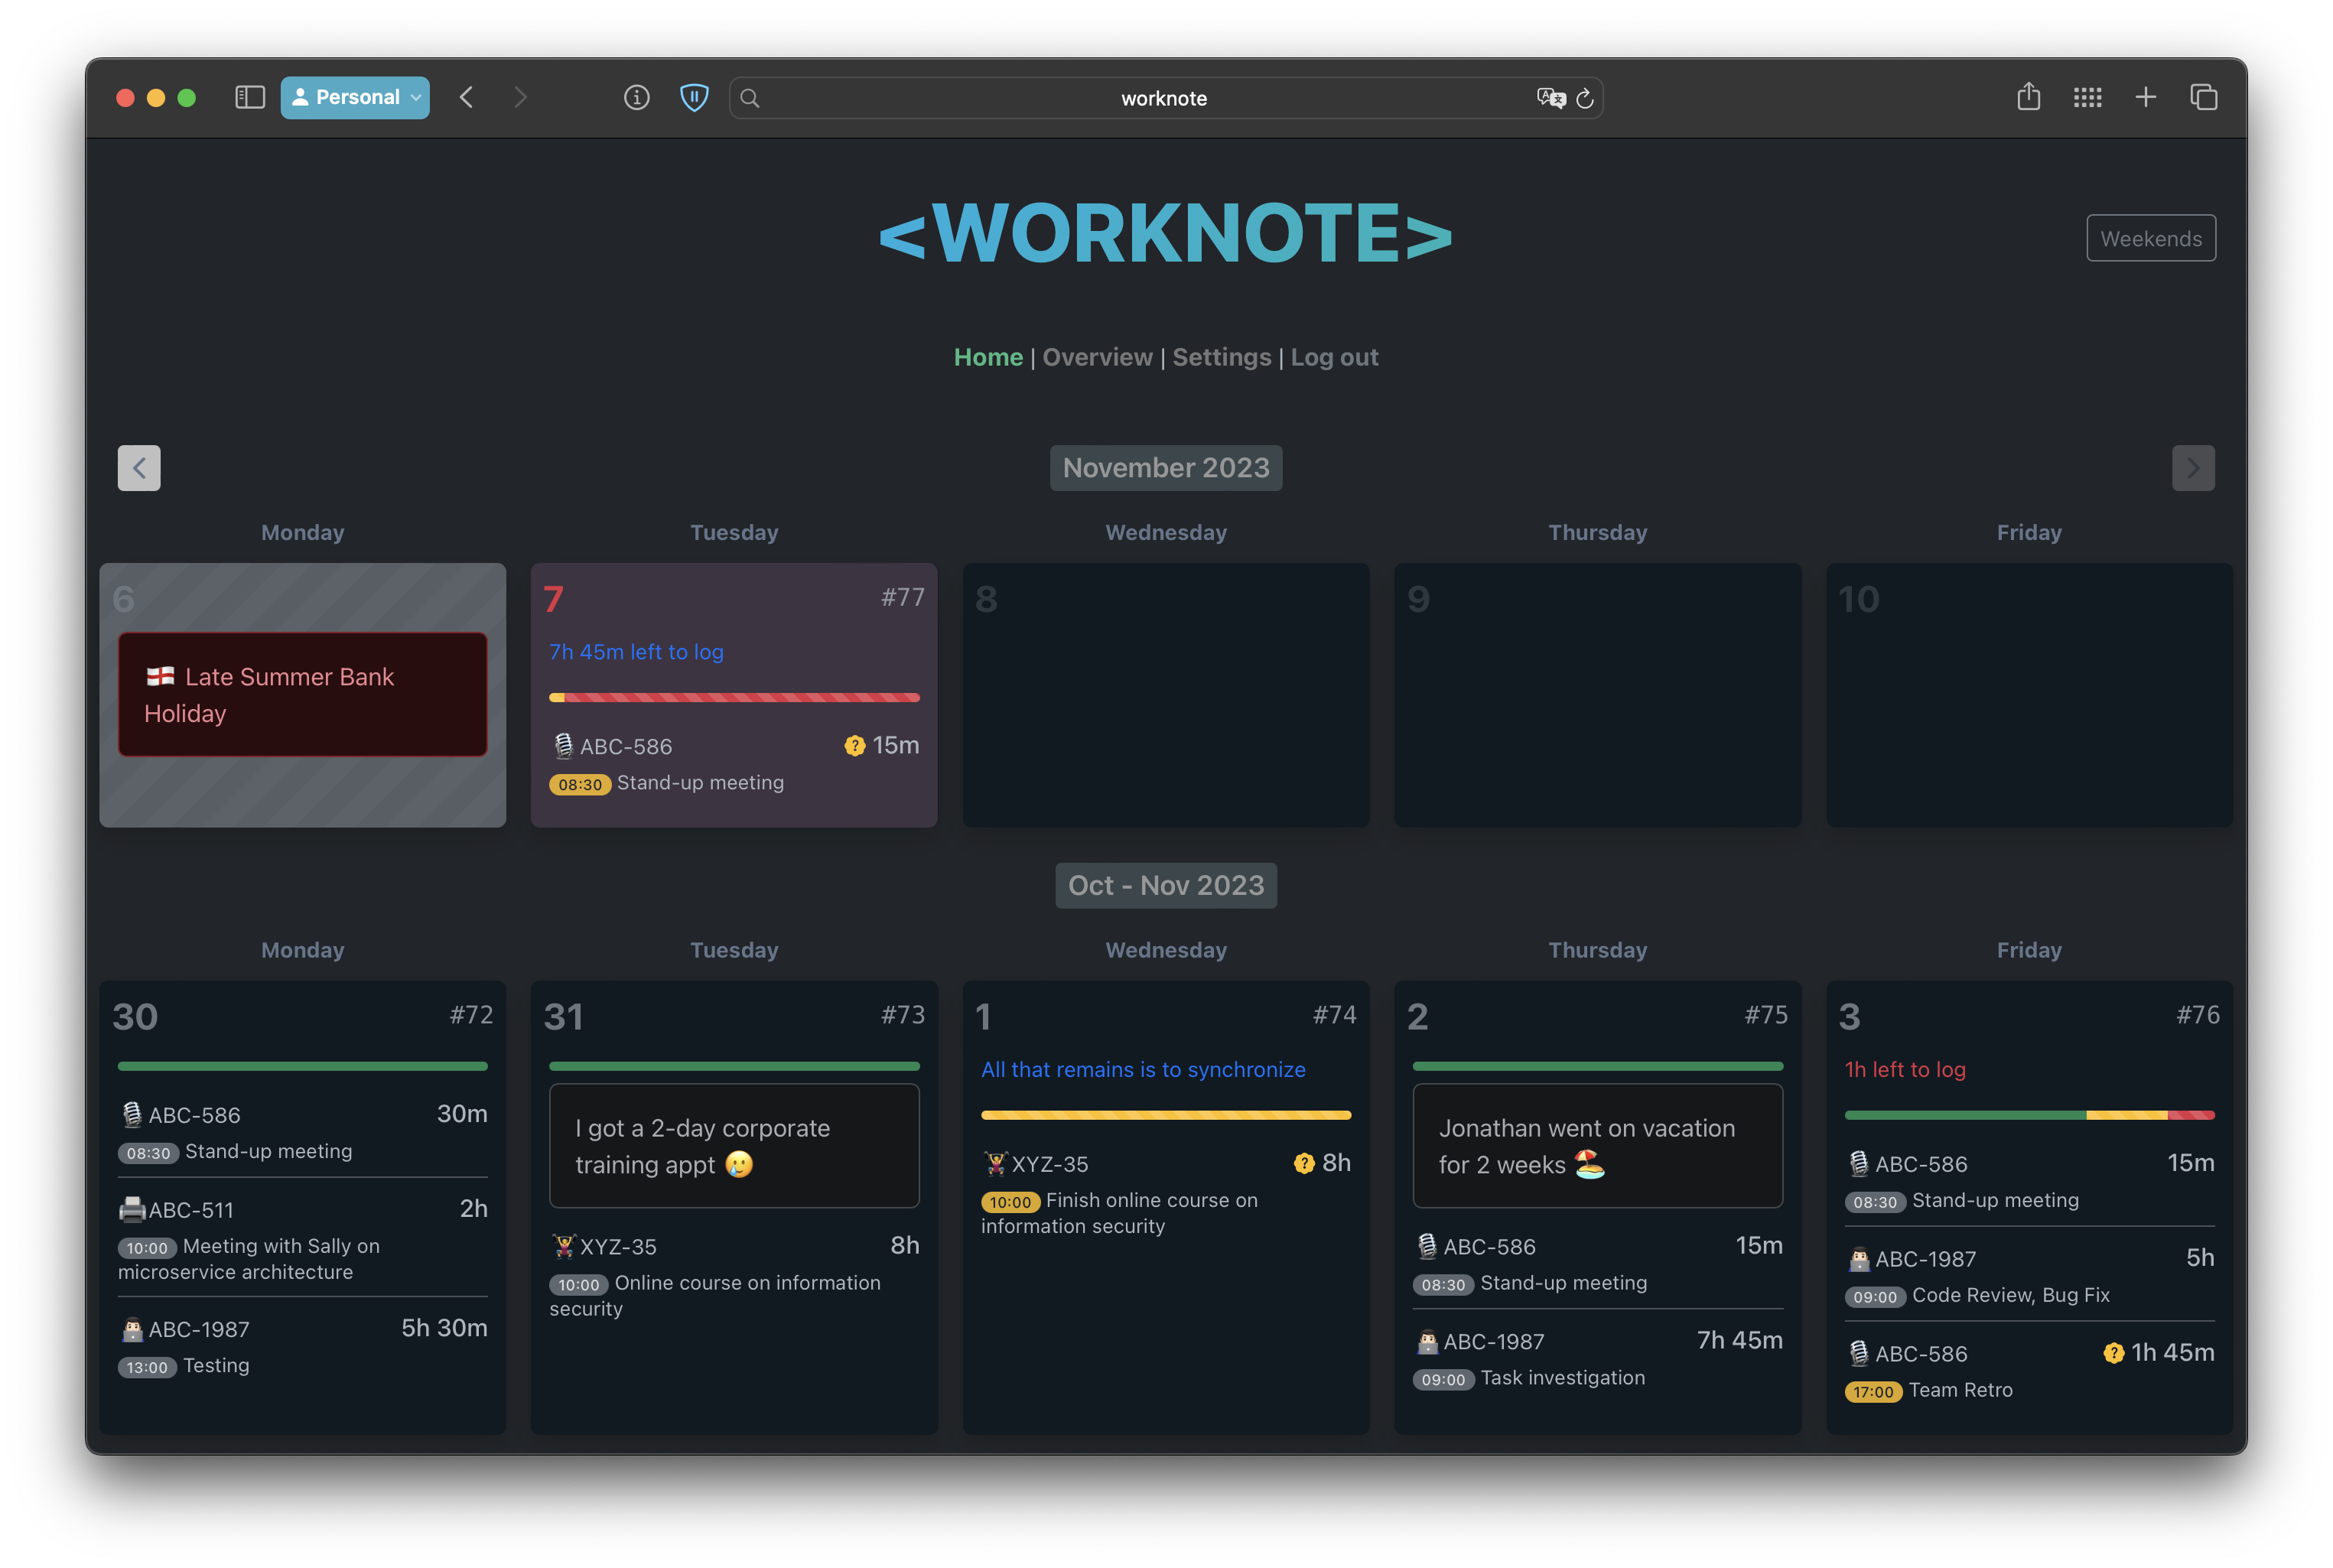 Personal
worknote
<WORKNOTE>
Weekends
Home | Overview | Settings | Log out
November 2023
Monday Tuesday Wednesday Thursday Friday
6
Late Summer Bank
Holiday
7 #77
7h 45m left to log
ABC-586 15m
08:30 Stand-up meeting
8
9
10
Oct - Nov 2023
Monday Tuesday Wednesday Thursday Friday
30 #72
ABC-586 30m
08:30 Stand-up meeting
ABC-511 2h
10:00 Meeting with Sally on
microservice architecture
ABC-1987 5h 30m
13:00 Testing
31 #73
I got a 2-day corporate
training appt 🥲
XYZ-35 8h
10:00 Online course on information
security
1 #74
All that remains is to synchronize
XYZ-35 8h
10:00 Finish online course on
information security
2 #75
Jonathan went on vacation
for 2 weeks 🏖️
ABC-586 15m
08:30 Stand-up meeting
ABC-1987 7h 45m
09:00 Task investigation
3 #76
1h left to log
ABC-586 15m
08:30 Stand-up meeting
ABC-1987 5h
09:00 Code Review, Bug Fix
ABC-586 1h 45m
17:00 Team Retro